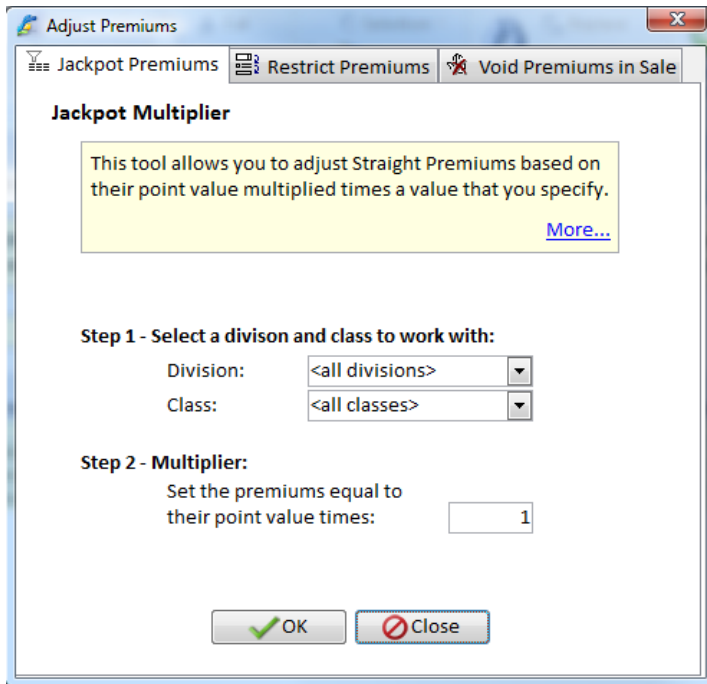 Adjust Premiums
Jackpot Premiums
Restrict Premiums
Void Premiums in Sale
Jackpot Multiplier
This tool allows you to adjust Straight Premiums based on
their point value multiplied times a value that you specify.
More...
Step 1 - Select a divison and class to work with:
Division: <all divisions>
Class: <all classes>
Step 2 - Multiplier:
Set the premiums equal to
their point value times: 1
OK
Close